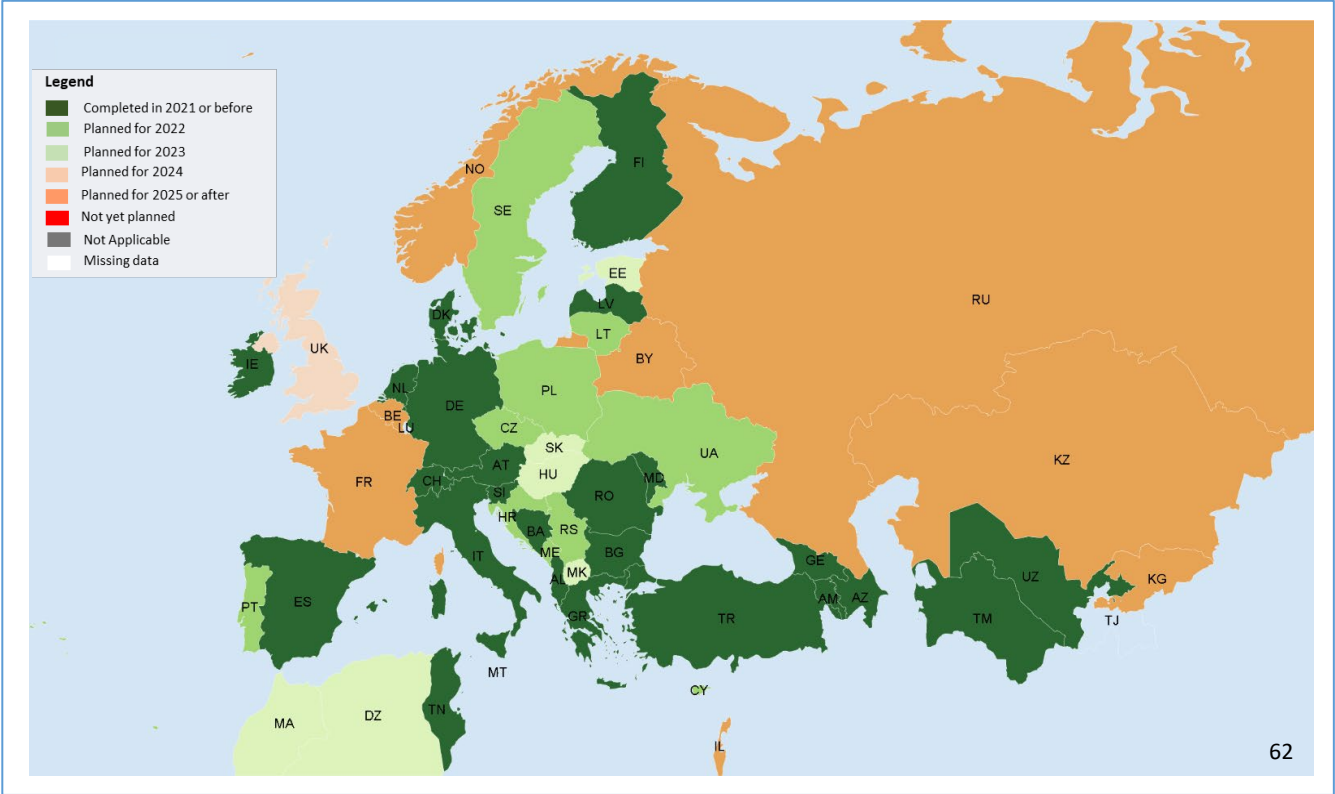 Legend
Completed in 2021 or before
Planned for 2022
Planned for 2023
Planned for 2024
Planned for 2025 or after
Not yet planned
Not Applicable
Missing data
NO
FI
SE
EE
RU
LV
DK
LT
UK
BY
IE
NL
PL
DE
BE
LU
CZ
SK
UA
KZ
AT
HU
FR
CH
MD
SI
RO
HR
BA
RS
IT
ME
BG
GE
MK
UZ
KG
AL
PT
ES
AM
AZ
GR
TR
TM
TJ
MT
CY
TN
DZ
MA
IL
62